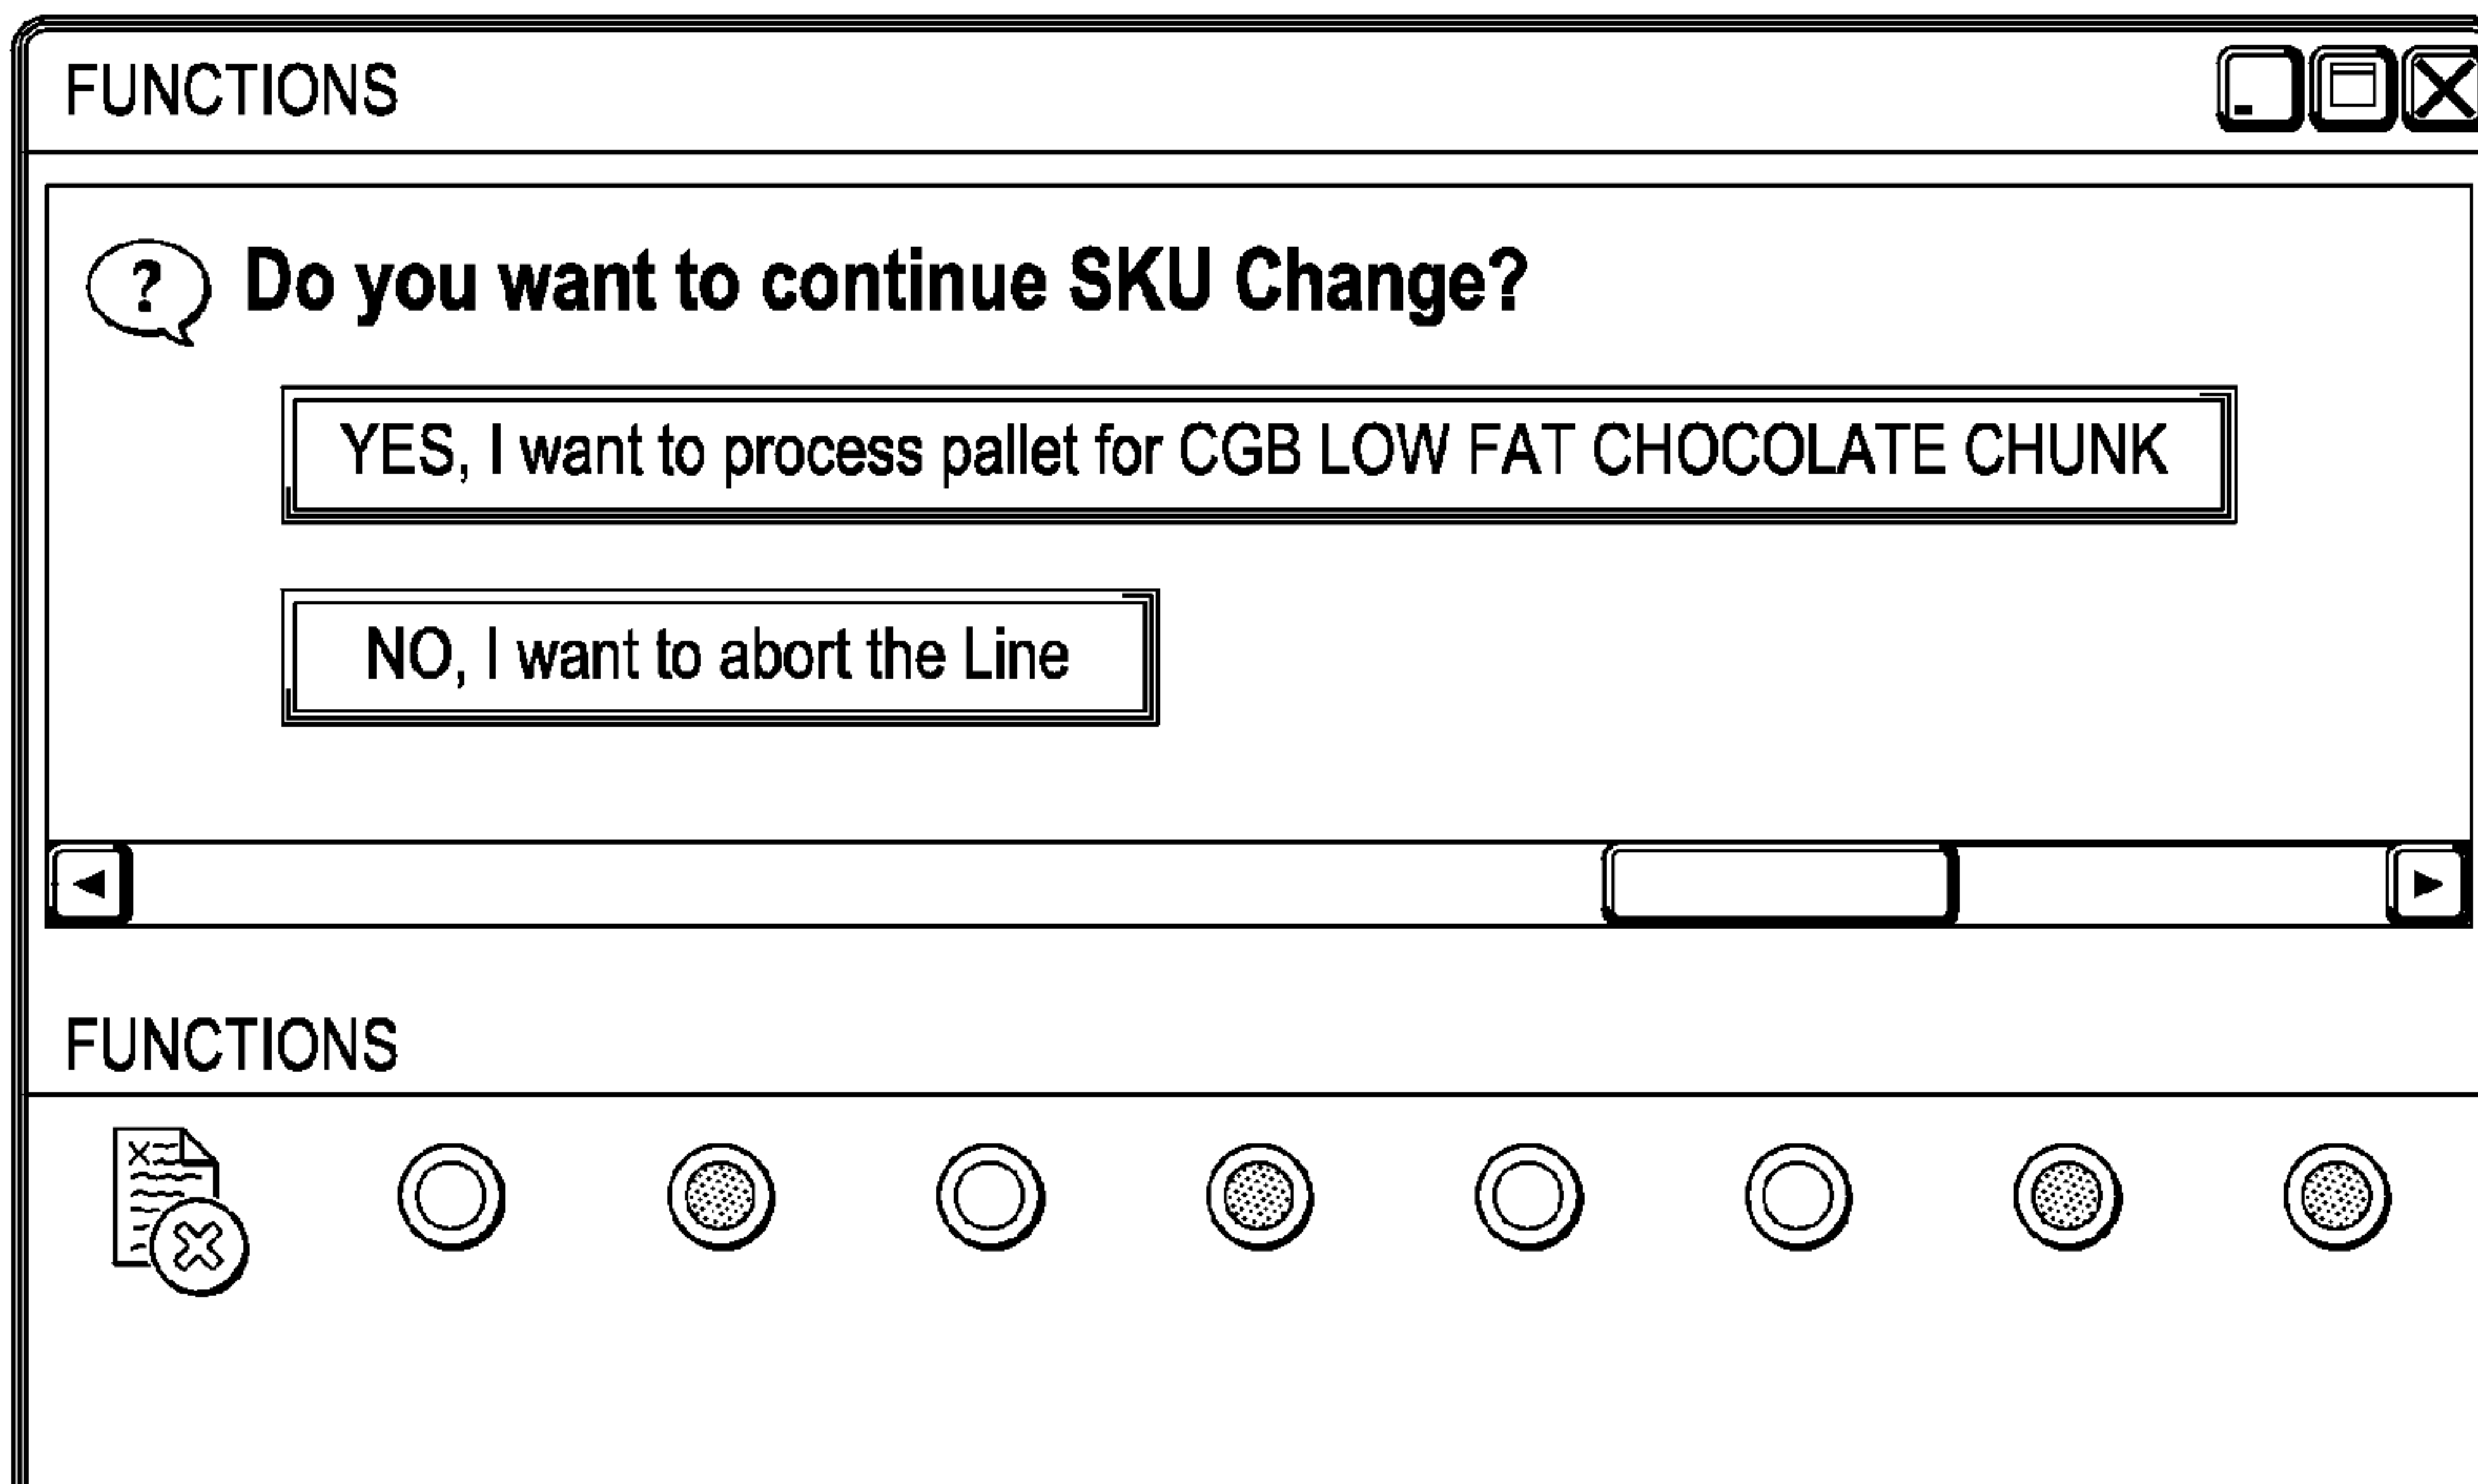 FUNCTIONS
? Do you want to continue SKU Change?
YES, I want to process pallet for CGB LOW FAT CHOCOLATE CHUNK
NO, I want to abort the Line
FUNCTIONS